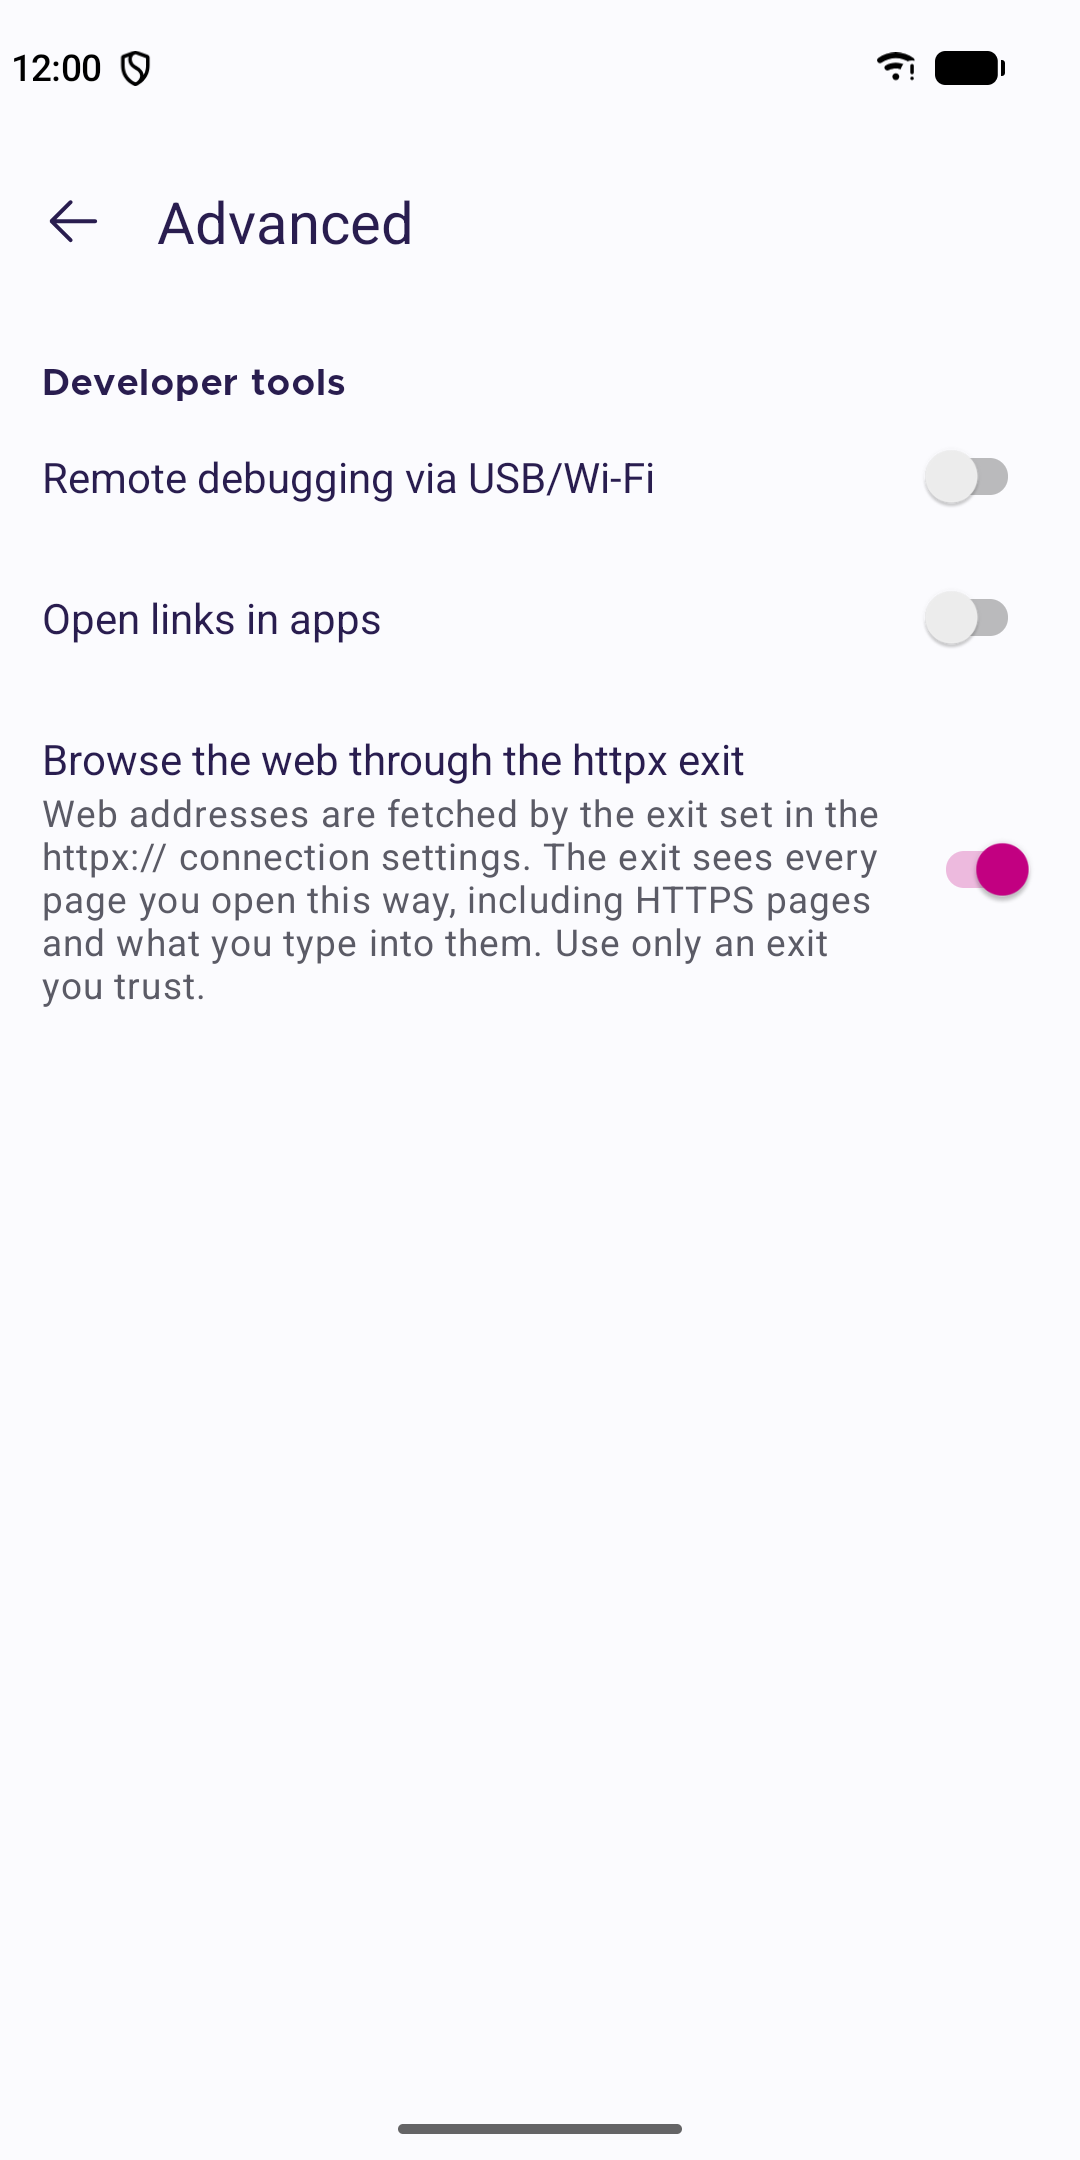 12:00
Advanced
Developer tools
Remote debugging via USB/Wi-Fi
Open links in apps
Browse the web through the httpx exit
Web addresses are fetched by the exit set in the
httpx:// connection settings. The exit sees every
page you open this way, including HTTPS pages
and what you type into them. Use only an exit
you trust.